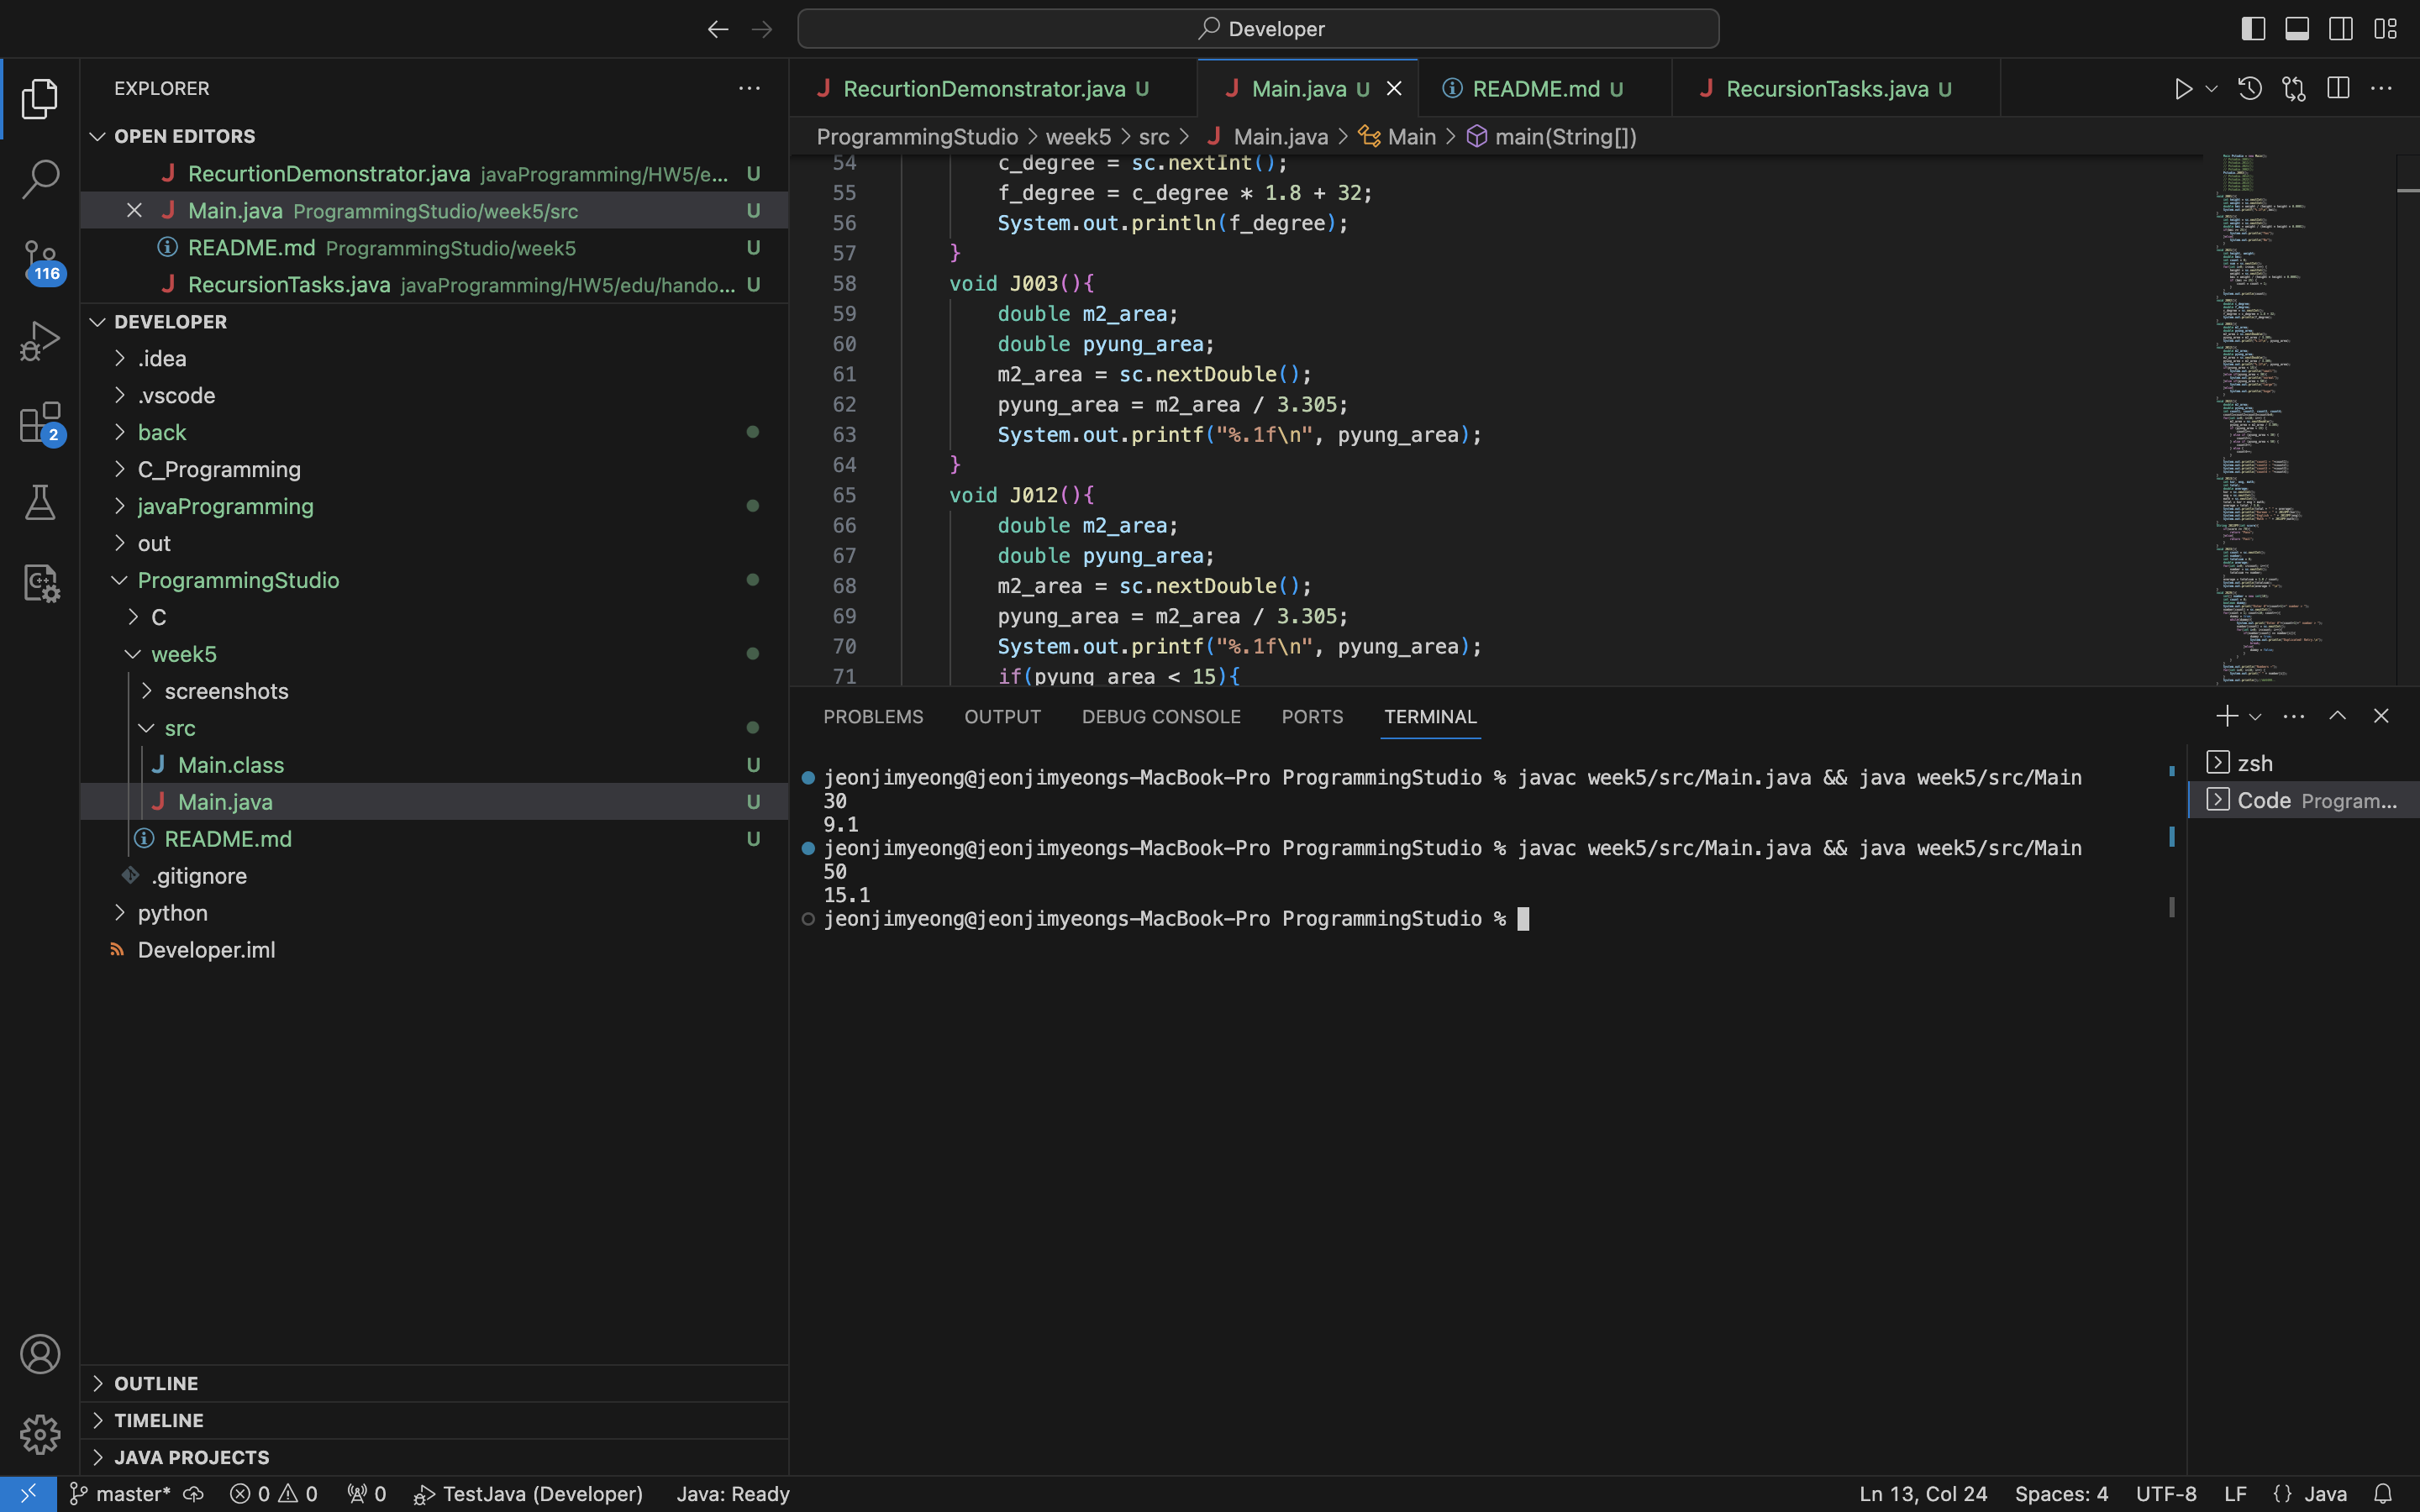 Developer
EXPLORER
OPEN EDITORS
RecurtionDemonstrator.java javaProgramming/HW5/e... U
Main.java ProgrammingStudio/week5/src U
README.md ProgrammingStudio/week5 U
RecursionTasks.java javaProgramming/HW5/edu/hando... U
DEVELOPER
.idea
.vscode
back
C_Programming
javaProgramming
out
ProgrammingStudio
C
week5
screenshots
src
Main.class U
Main.java U
README.md U
.gitignore
python
Developer.iml
OUTLINE
TIMELINE
JAVA PROJECTS
116
2
RecurtionDemonstrator.java U
Main.java U
README.md U
RecursionTasks.java U
ProgrammingStudio > week5 > src > Main.java > Main > main(String[])
54 c_degree = sc.nextInt();
55 f_degree = c_degree * 1.8 + 32;
56 System.out.println(f_degree);
57 }
58 void J003(){
59 double m2_area;
60 double pyung_area;
61 m2_area = sc.nextDouble();
62 pyung_area = m2_area / 3.305;
63 System.out.printf("%.1f\n", pyung_area);
64 }
65 void J012(){
66 double m2_area;
67 double pyung_area;
68 m2_area = sc.nextDouble();
69 pyung_area = m2_area / 3.305;
70 System.out.printf("%.1f\n", pyung_area);
71 if(pyung_area < 15){
PROBLEMS OUTPUT DEBUG CONSOLE PORTS TERMINAL
jeonjimyeong@jeonjimyeongs-MacBook-Pro ProgrammingStudio % javac week5/src/Main.java && java week5/src/Main
30
9.1
jeonjimyeong@jeonjimyeongs-MacBook-Pro ProgrammingStudio % javac week5/src/Main.java && java week5/src/Main
50
15.1
jeonjimyeong@jeonjimyeongs-MacBook-Pro ProgrammingStudio %
zsh
Code Program...
master* 0 0 0 TestJava (Developer) Java: Ready
Ln 13, Col 24 Spaces: 4 UTF-8 LF {} Java